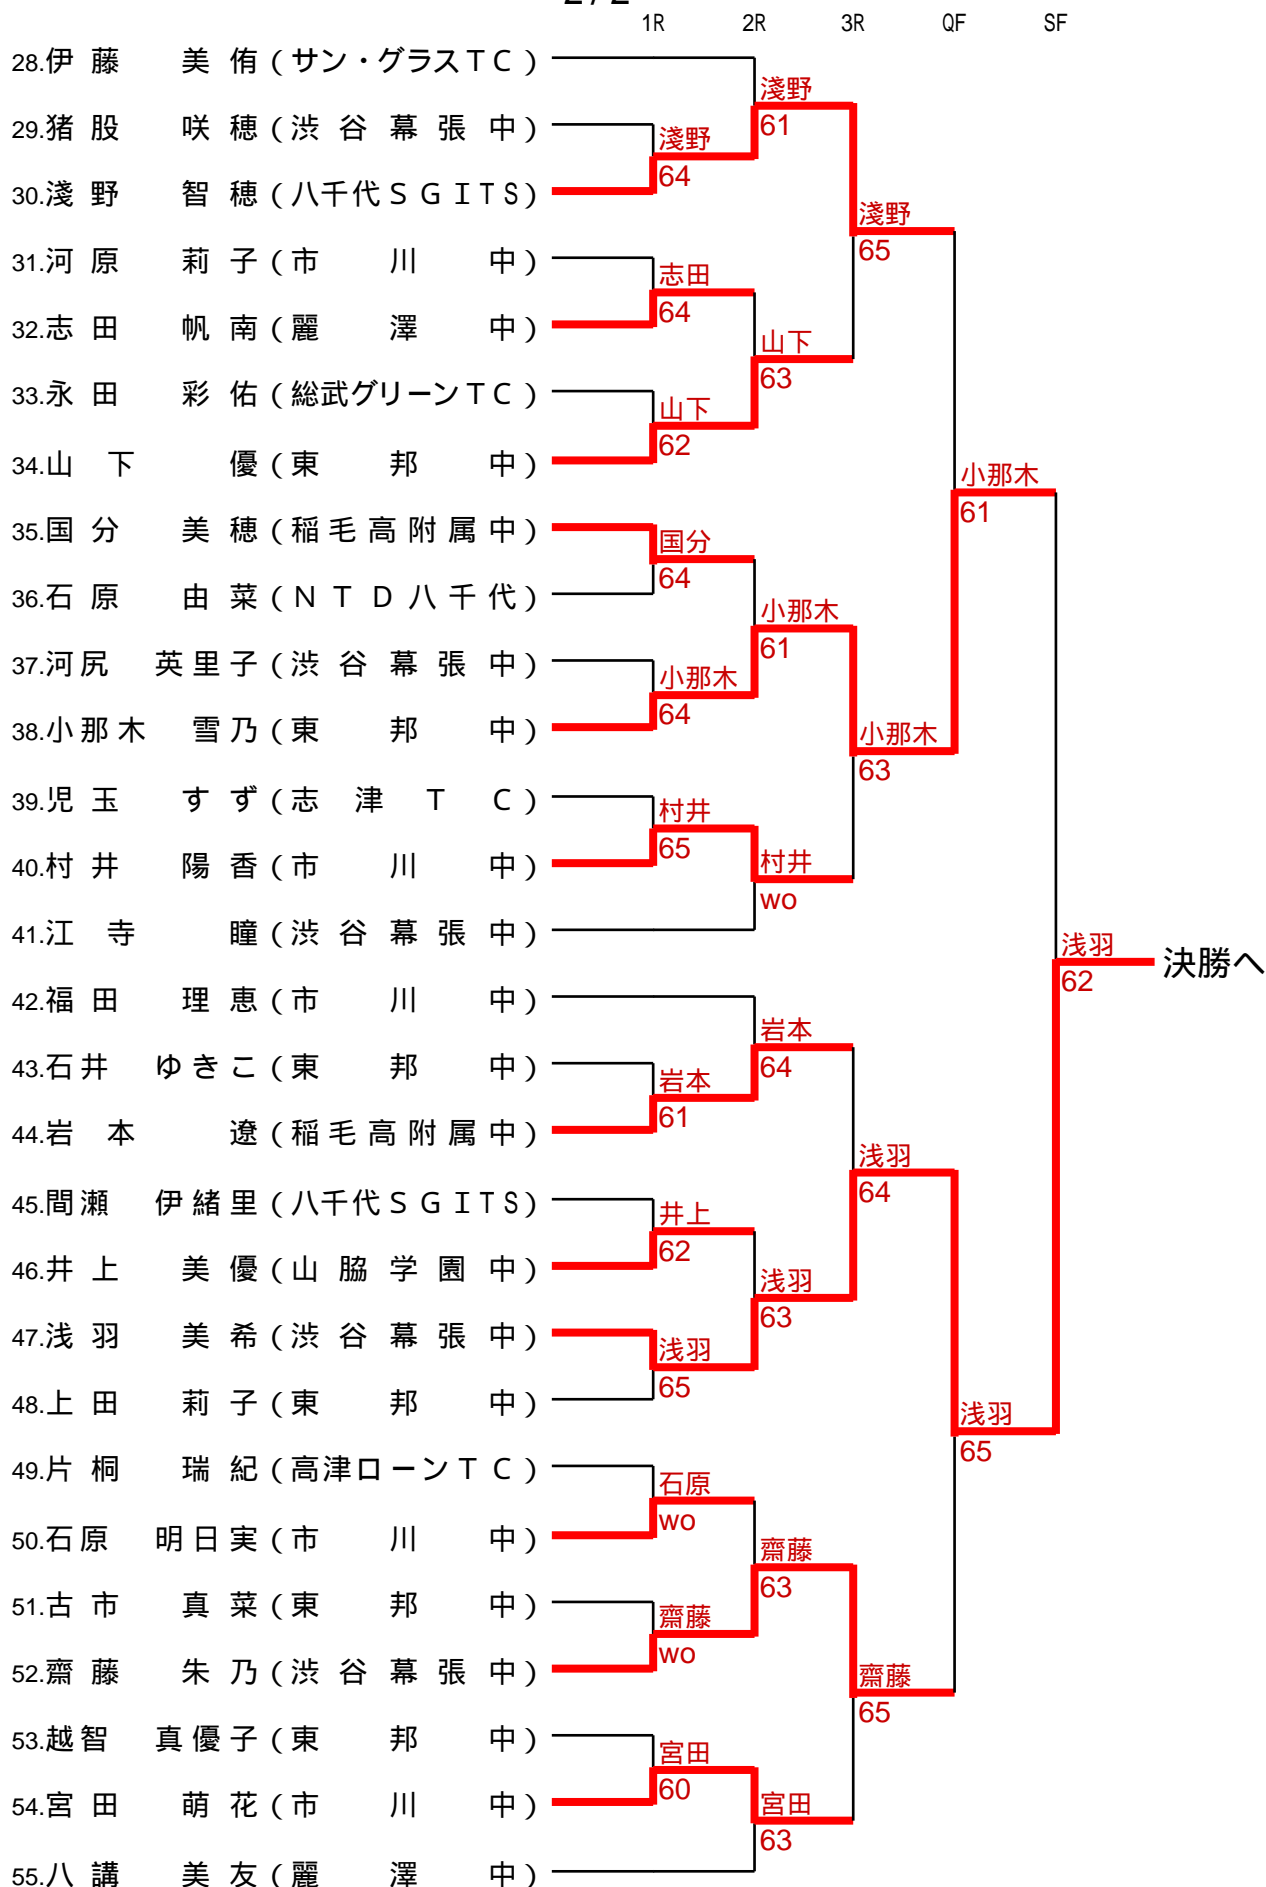 2 / 2
1R 2R 3R QF SF
28.伊藤 美侑(サン・グラスTC)
淺野
29.猪股 咲穂(渋谷幕張中)
61
淺野
64
30.淺野 智穂(八千代SGITS)
淺野
65
31.河原 莉子(市川中)
志田
64
32.志田 帆南(麗澤中)
山下
63
33.永田 彩佑(総武グリーンTC)
山下
62
34.山下 優(東邦中)
小那木
61
35.国分 美穂(稲毛高附属中)
国分
64
36.石原 由菜(NTD八千代)
小那木
61
37.河尻 英里子(渋谷幕張中)
小那木
64
38.小那木 雪乃(東邦中)
小那木
63
39.児玉 すず(志津TC)
村井
65
40.村井 陽香(市川中)
村井
wo
41.江寺 瞳(渋谷幕張中)
浅羽
62
決勝へ
42.福田 理恵(市川中)
岩本
64
43.石井 ゆきこ(東邦中)
岩本
61
44.岩本 遼(稲毛高附属中)
浅羽
64
45.間瀬 伊緒里(八千代SGITS)
井上
62
46.井上 美優(山脇学園中)
浅羽
63
47.浅羽 美希(渋谷幕張中)
浅羽
65
48.上田 莉子(東邦中)
浅羽
65
49.片桐 瑞紀(高津ローンTC)
石原
wo
50.石原 明日実(市川中)
齋藤
63
51.古市 真菜(東邦中)
齋藤
wo
52.齋藤 朱乃(渋谷幕張中)
齋藤
65
53.越智 真優子(東邦中)
宮田
60
54.宮田 萌花(市川中)
宮田
63
55.八講 美友(麗澤中)